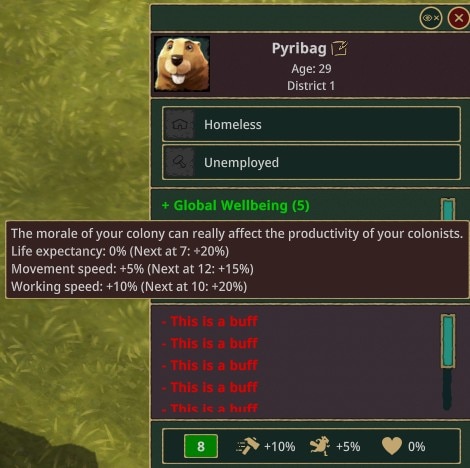 Pyribag
Age: 29
District 1
Homeless
Unemployed
+ Global Wellbeing (5)
The morale of your colony can really affect the productivity of your colonists.
Life expectancy: 0% (Next at 7: +20%)
Movement speed: +5% (Next at 12: +15%)
Working speed: +10% (Next at 10: +20%)
- This is a buff
- This is a buff
- This is a buff
- This is a buff
- This is a buff
8
+10%
+5%
0%